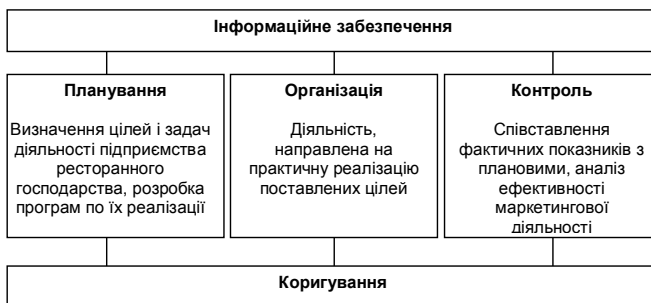 Інформаційне забезпечення
Планування
Визначення цілей і задач
діяльності підприємства
ресторанного
господарства, розробка
програм по їх реалізації
Організація
Діяльність,
направлена на
практичну реалізацію
поставлених цілей
Контроль
Співставлення
фактичних показників з
плановими, аналіз
ефективності
маркетингової
діяльності
Коригування